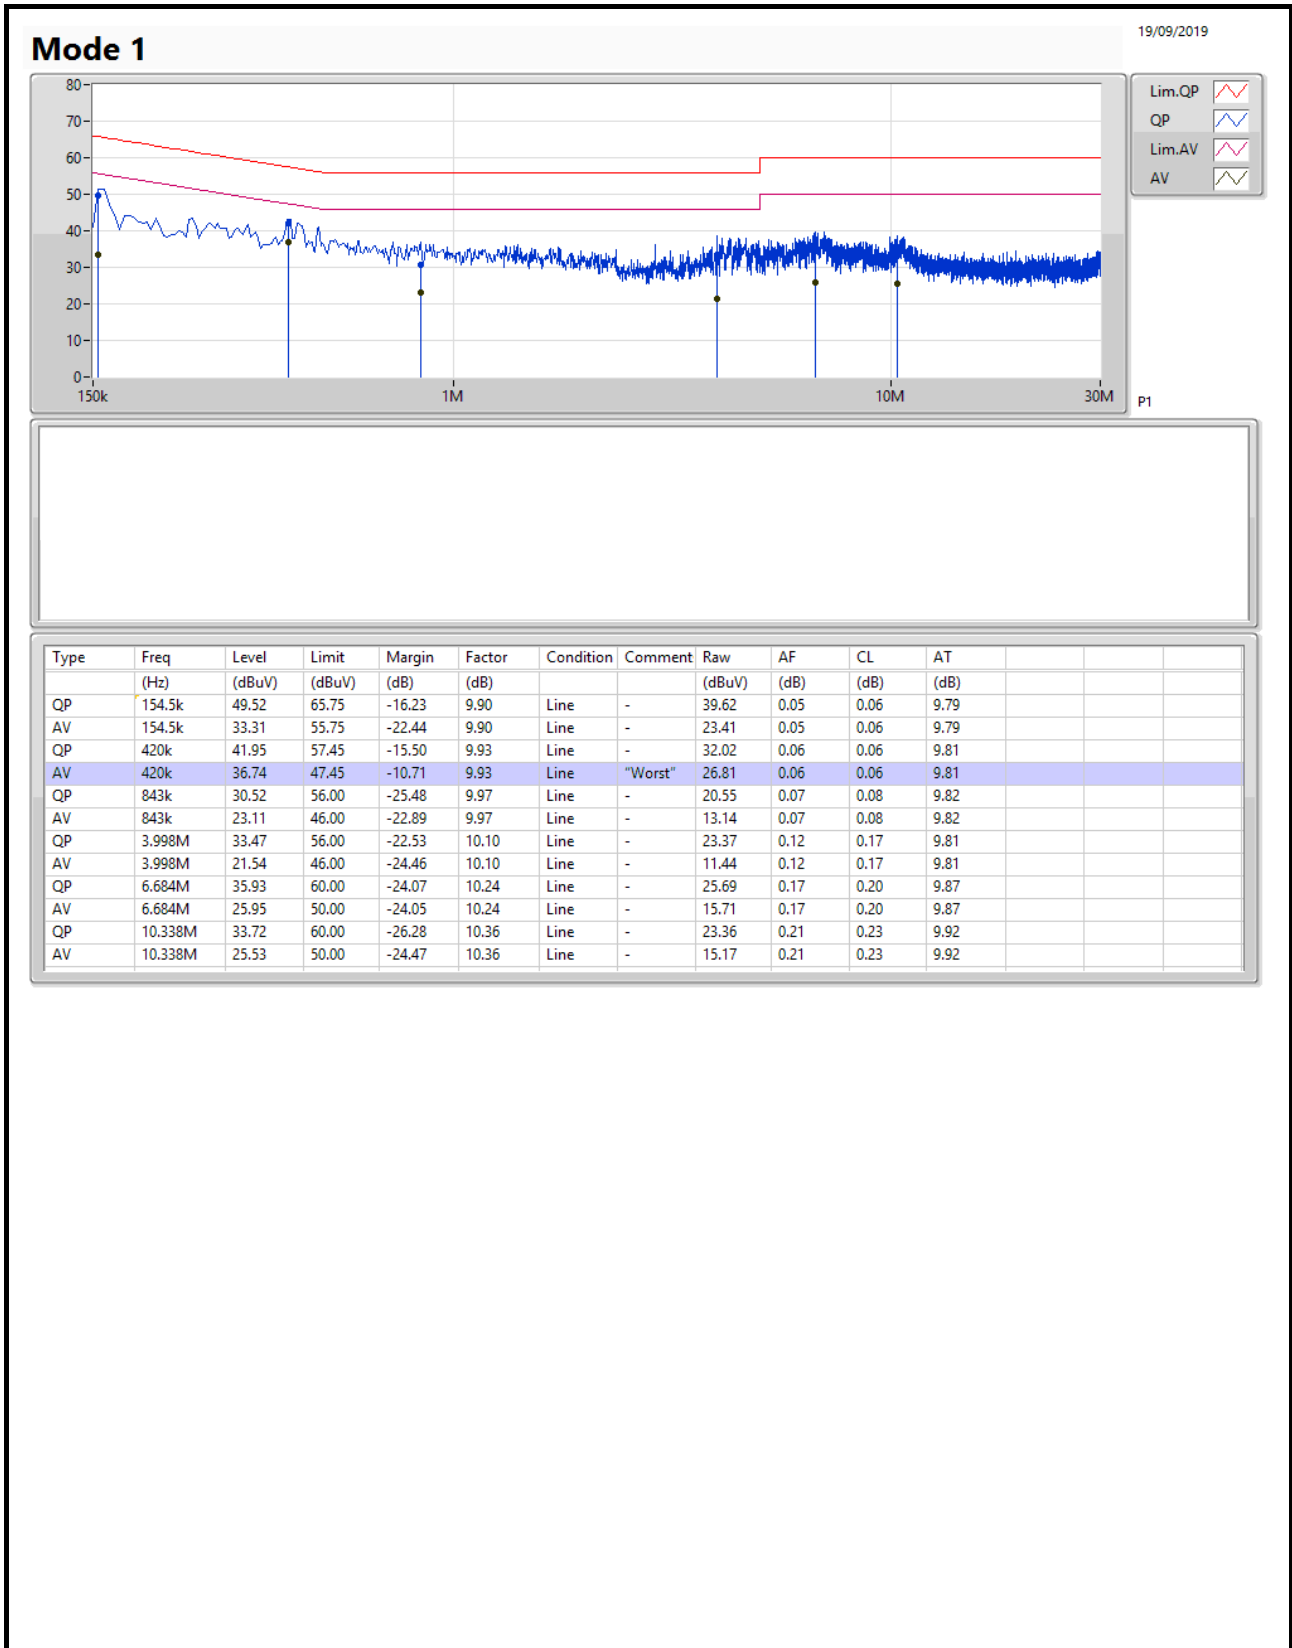 19/09/2019
Mode 1
80
70
60
50
40
30
20
10
0
150k 1M 10M 30M
Lim.QP
QP
Lim.AV
AV
P1
Type Freq Level Limit Margin Factor Condition Comment Raw AF CL AT
(Hz) (dBuV) (dBuV) (dB) (dB) (dBuV) (dB) (dB) (dB)
QP 154.5k 49.52 65.75 -16.23 9.90 Line - 39.62 0.05 0.06 9.79
AV 154.5k 33.31 55.75 -22.44 9.90 Line - 23.41 0.05 0.06 9.79
QP 420k 41.95 57.45 -15.50 9.93 Line - 32.02 0.06 0.06 9.81
AV 420k 36.74 47.45 -10.71 9.93 Line "Worst" 26.81 0.06 0.06 9.81
QP 843k 30.52 56.00 -25.48 9.97 Line - 20.55 0.07 0.08 9.82
AV 843k 23.11 46.00 -22.89 9.97 Line - 13.14 0.07 0.08 9.82
QP 3.998M 33.47 56.00 -22.53 10.10 Line - 23.37 0.12 0.17 9.81
AV 3.998M 21.54 46.00 -24.46 10.10 Line - 11.44 0.12 0.17 9.81
QP 6.684M 35.93 60.00 -24.07 10.24 Line - 25.69 0.17 0.20 9.87
AV 6.684M 25.95 50.00 -24.05 10.24 Line - 15.71 0.17 0.20 9.87
QP 10.338M 33.72 60.00 -26.28 10.36 Line - 23.36 0.21 0.23 9.92
AV 10.338M 25.53 50.00 -24.47 10.36 Line - 15.17 0.21 0.23 9.92